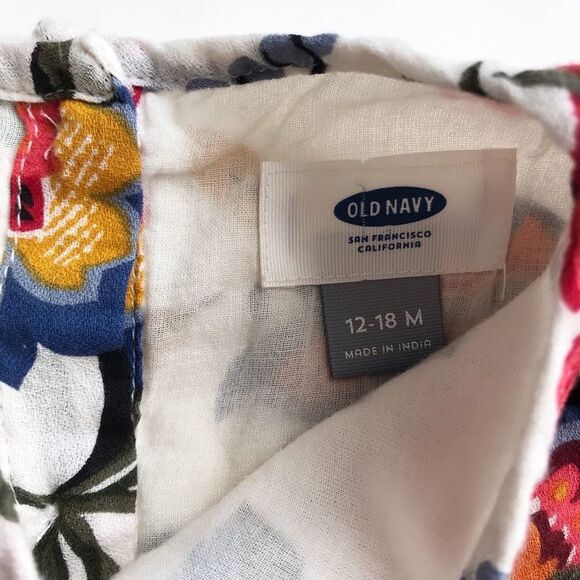 OLD NAVY
SAN FRANCISCO
CALIFORNIA
12-18 M
MADE IN INDIA